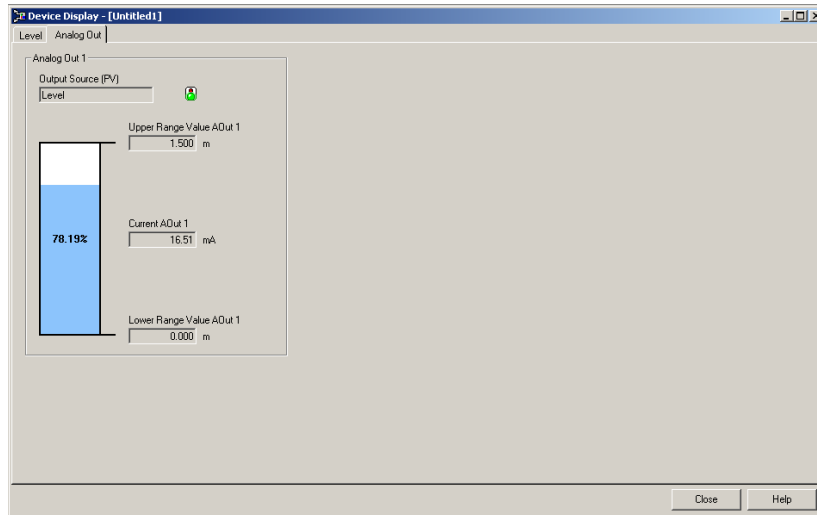 Device Display - [Untitled1]
Level Analog Out
Analog Out 1
Output Source (PV)
Level
Upper Range Value AOut 1
1.500 m
Current AOut 1
78.19% 16.51 mA
Lower Range Value AOut 1
0.000 m
Close Help